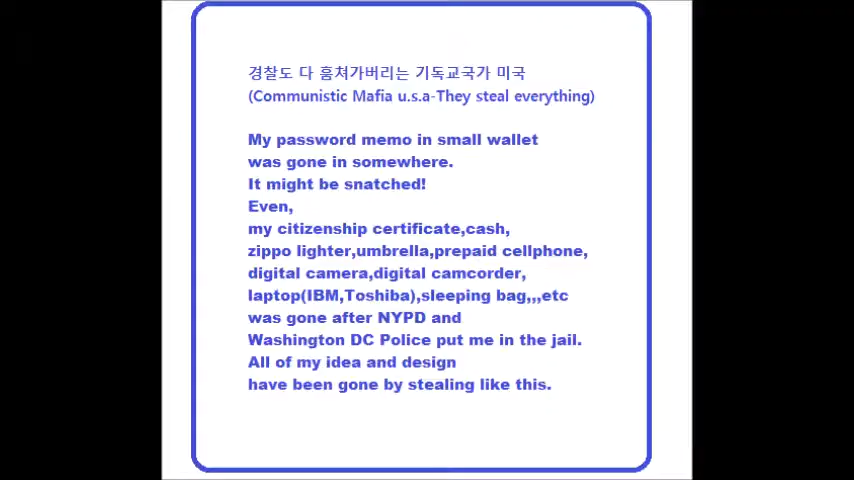 경찰도 다 훔쳐가버리는 기독교국가 미국
(Communistic Mafia u.s.a-They steal everything)
My password memo in small wallet
was gone in somewhere.
It might be snatched!
Even,
my citizenship certificate,cash,
zippo lighter,umbrella,prepaid cellphone,
digital camera,digital camcorder,
laptop(IBM,Toshiba),sleeping bag,,,etc
was gone after NYPD and
Washington DC Police put me in the jail.
All of my idea and design
have been gone by stealing like this.